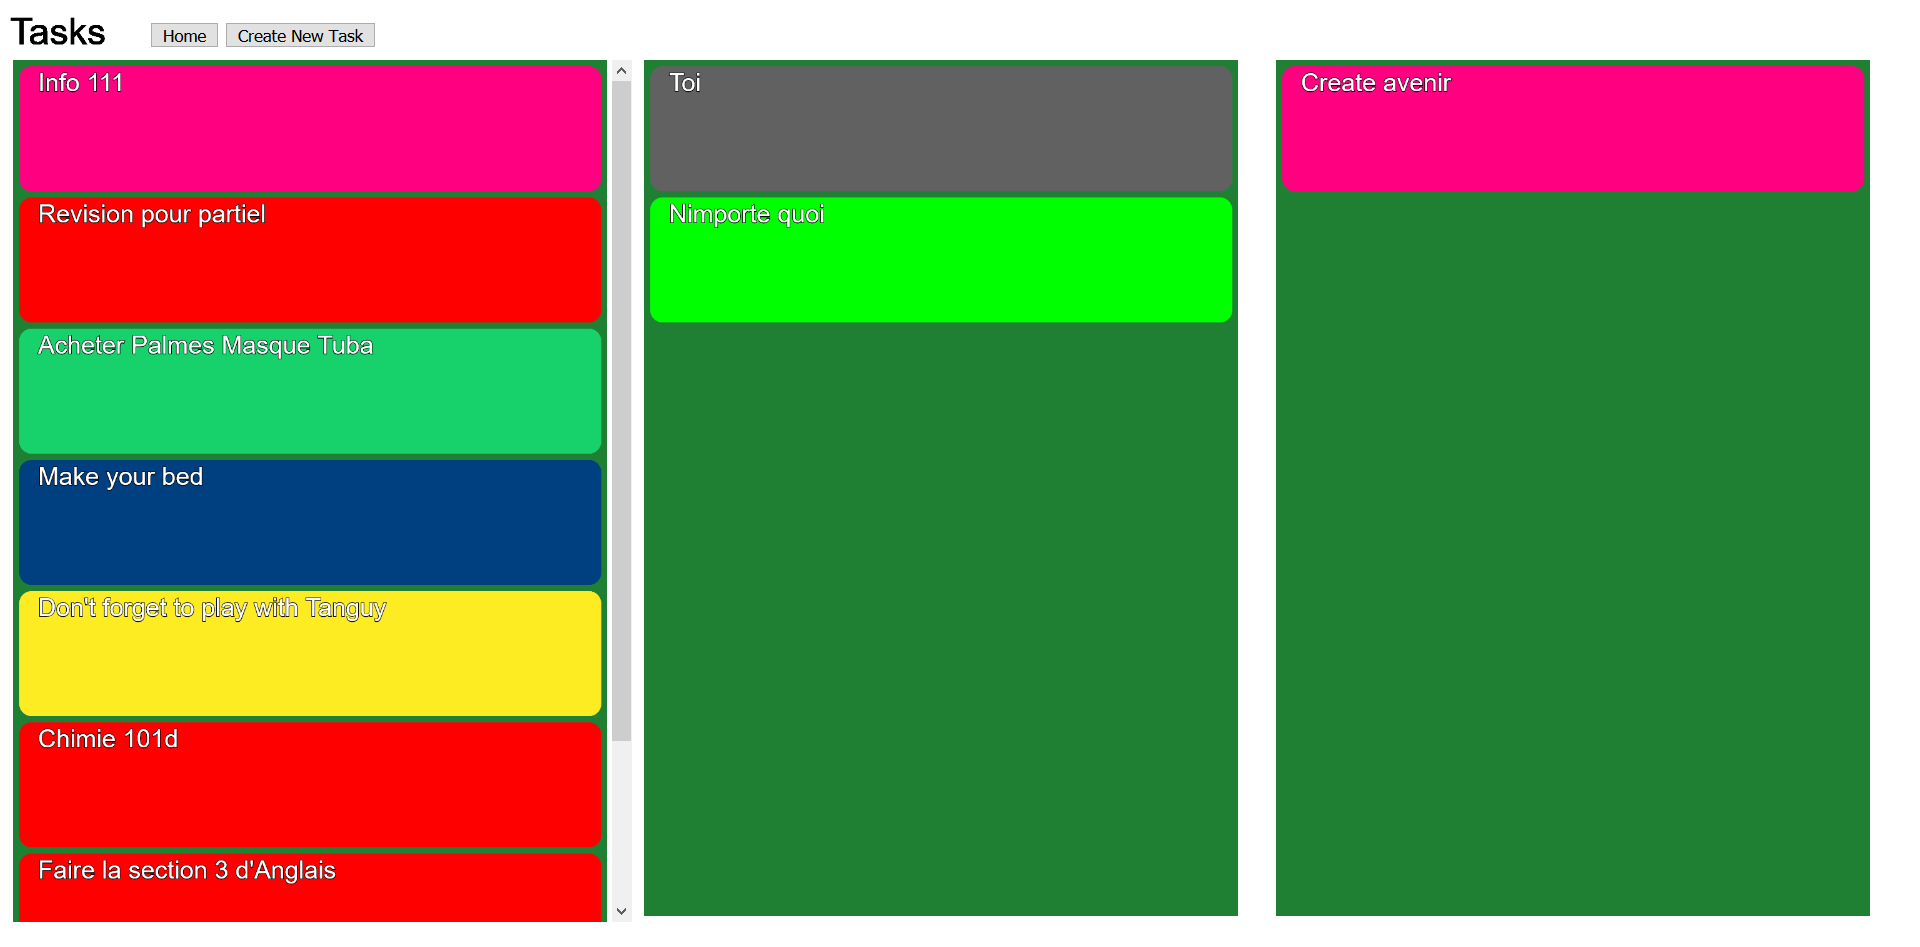 Tasks
Home
Create New Task
Info 111
Revision pour partiel
Acheter Palmes Masque Tuba
Make your bed
Don't forget to play with Tanguy
Chimie 101d
Faire la section 3 d'Anglais
Toi
Nimporte quoi
Create avenir